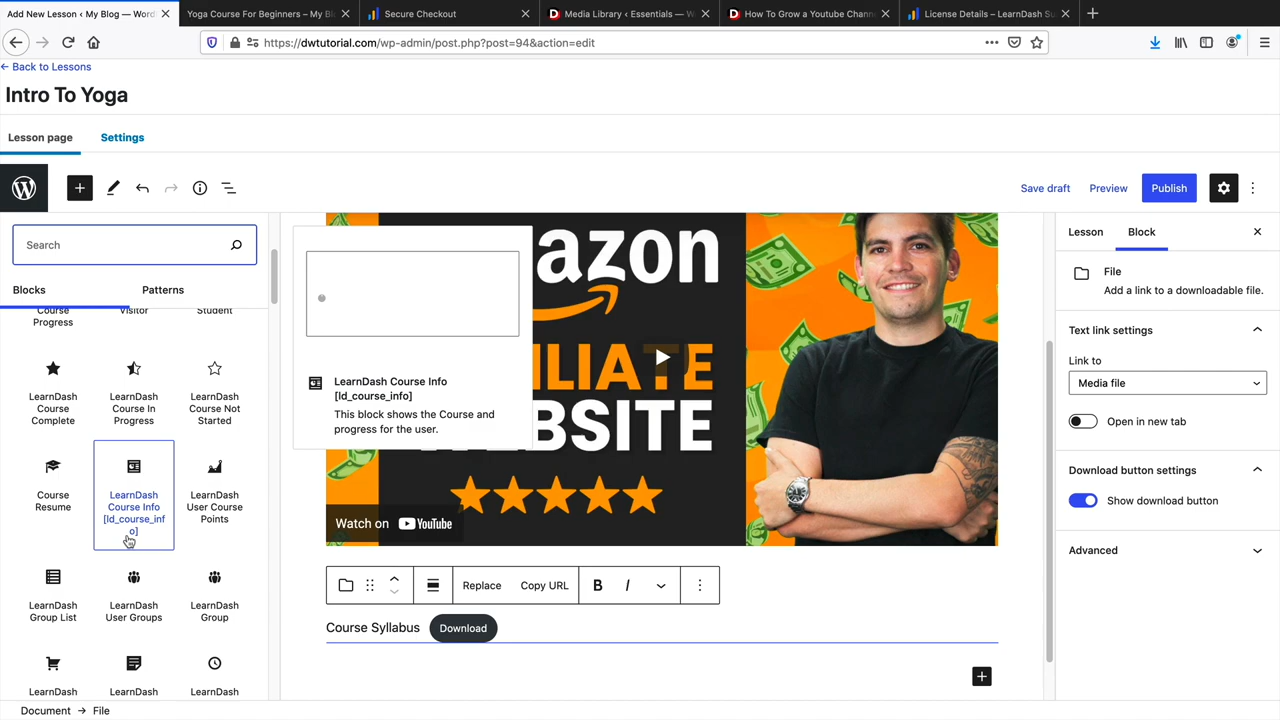 Add New Lesson ‹ My Blog — Word
Yoga Course For Beginners – My Bl
Secure Checkout
Media Library ‹ Essentials — W
How To Grow a Youtube Chann
License Details – LearnDash Su
https://dwtutorial.com/wp-admin/post.php?post=94&action=edit
← Back to Lessons
Intro To Yoga
Lesson page
Settings
Save draft
Preview
Publish
Search
Blocks
Patterns
Course
Progress
Visitor
Student
LearnDash
Course
Complete
LearnDash
Course In
Progress
LearnDash
Course Not
Started
Course
Resume
LearnDash
Course Info
[ld_course_inf
o]
LearnDash
User Course
Points
LearnDash
Group List
LearnDash
User Groups
LearnDash
Group
LearnDash
LearnDash
LearnDash
LearnDash Course Info
[ld_course_info]
This block shows the Course and
progress for the user.
azon
ILIATE
WEBSITE
Watch on YouTube
Replace
Copy URL
B
I
Course Syllabus
Download
Lesson
Block
File
Add a link to a downloadable file.
Text link settings
Link to
Media file
Open in new tab
Download button settings
Show download button
Advanced
Document → File